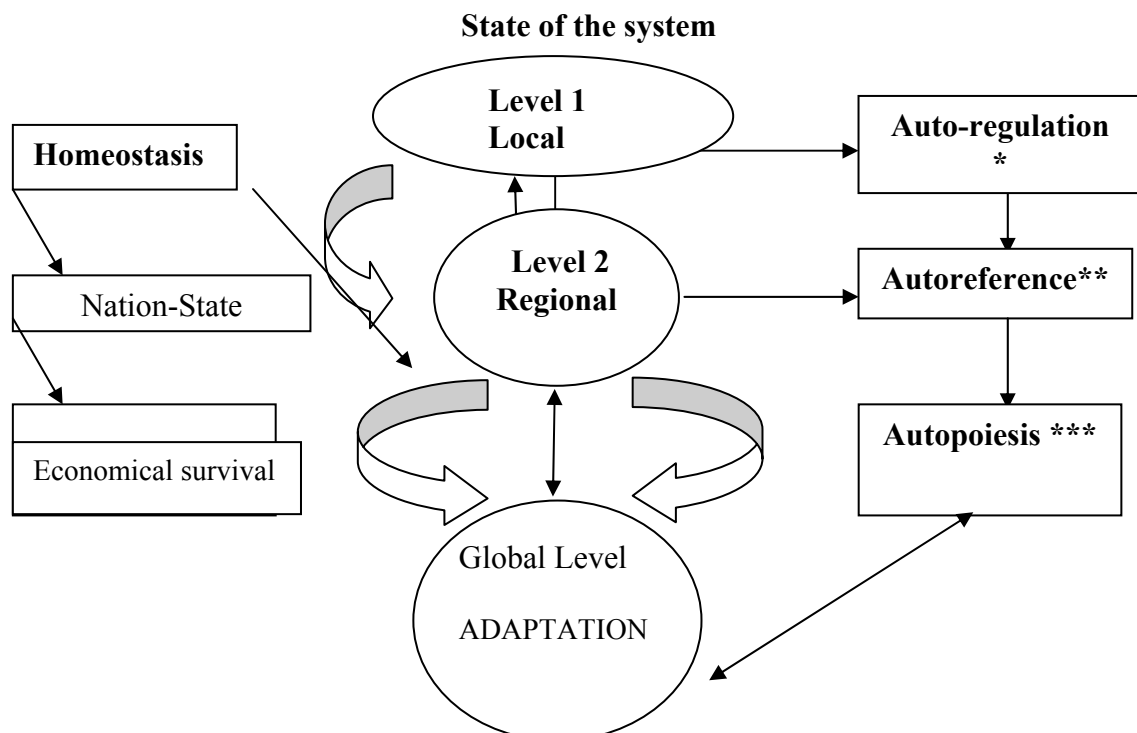 State of the system
Level 1
Local
Auto-regulation
*
Homeostasis
Level 2
Regional
Autoreference**
Nation-State
Autopoiesis ***
Economical survival
Global Level
ADAPTATION